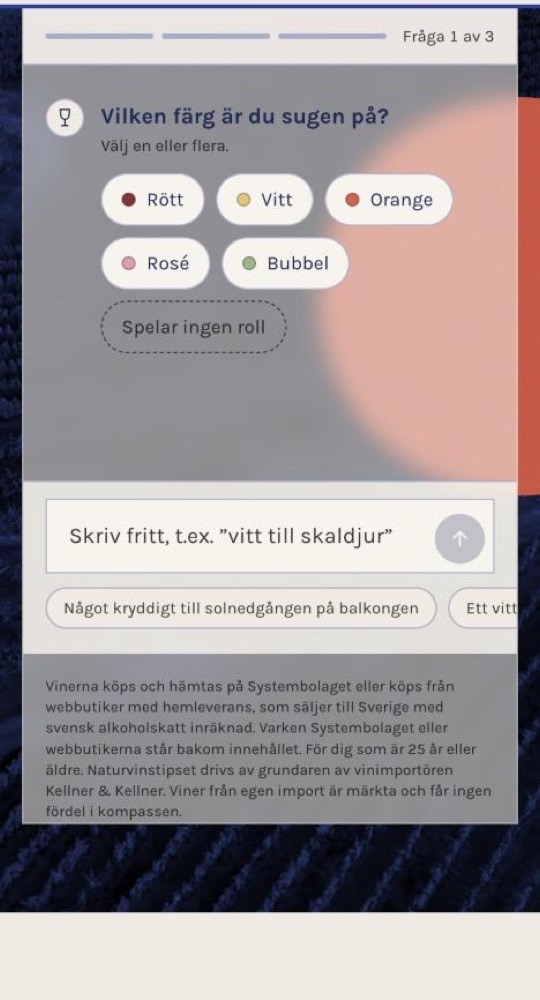 Fråga 1 av 3
Vilken färg är du sugen på?
Välj en eller flera.
Rött
Vitt
Orange
Rosé
Bubbel
Spelar ingen roll
Skriv fritt, t.ex. ”vitt till skaldjur”
Något kryddigt till solnedgången på balkongen
Ett vitt
Vinerna köps och hämtas på Systembolaget eller köps från
webbutiker med hemleverans, som säljer till Sverige med
svensk alkoholskatt inräknad. Varken Systembolaget eller
webbutikerna står bakom innehållet. För dig som är 25 år eller
äldre. Naturvinstipset drivs av grundaren av vinimportören
Kellner & Kellner. Viner från egen import är märkta och får ingen
fördel i kompassen.